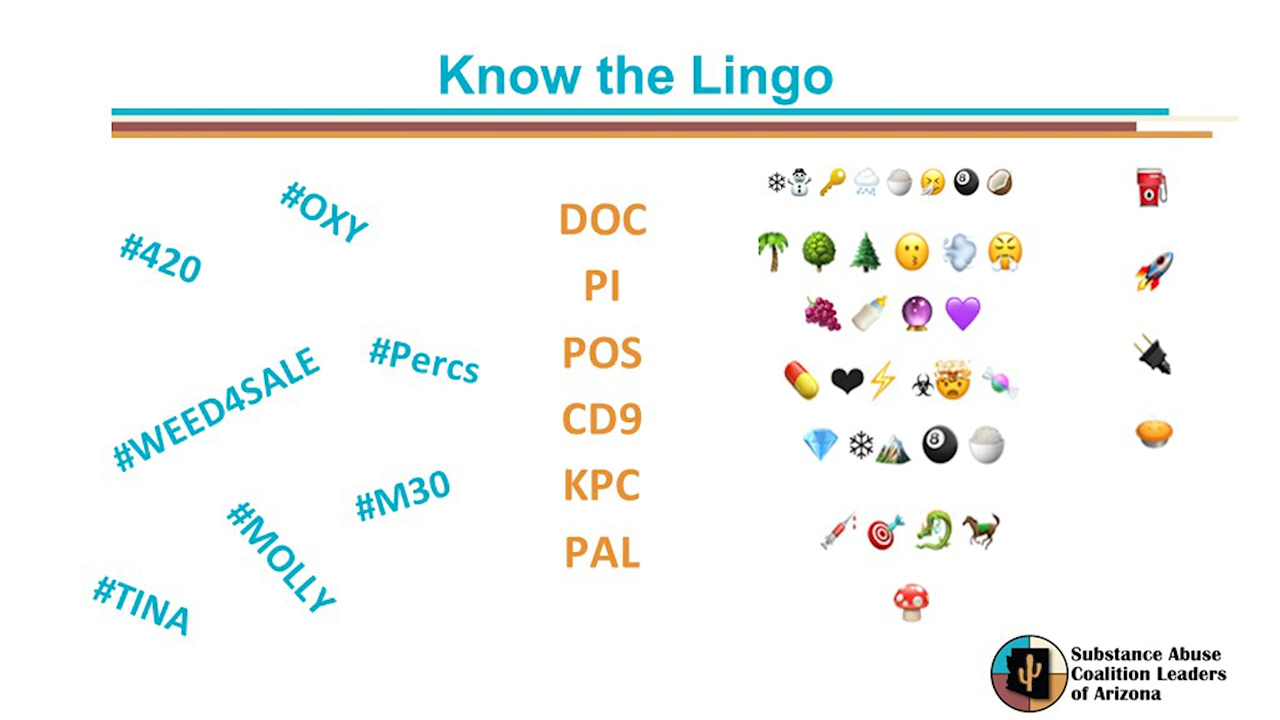 Know the Lingo
#OXY
#420
#Percs
#WEED4SALE
#M30
#MOLLY
#TINA
DOC
PI
POS
CD9
KPC
PAL
Substance Abuse
Coalition Leaders
of Arizona